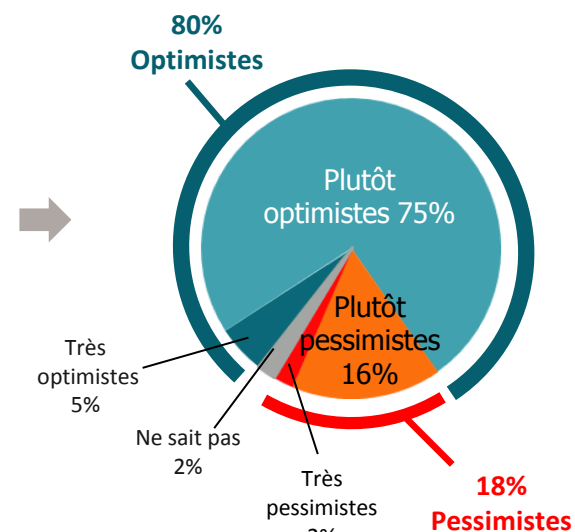 80%
Optimistes
Plutôt
optimistes 75%
Plutôt
pessimistes
16%
Très
optimistes
5%
Ne sait pas
2%
Très
pessimistes
18%
Pessimistes